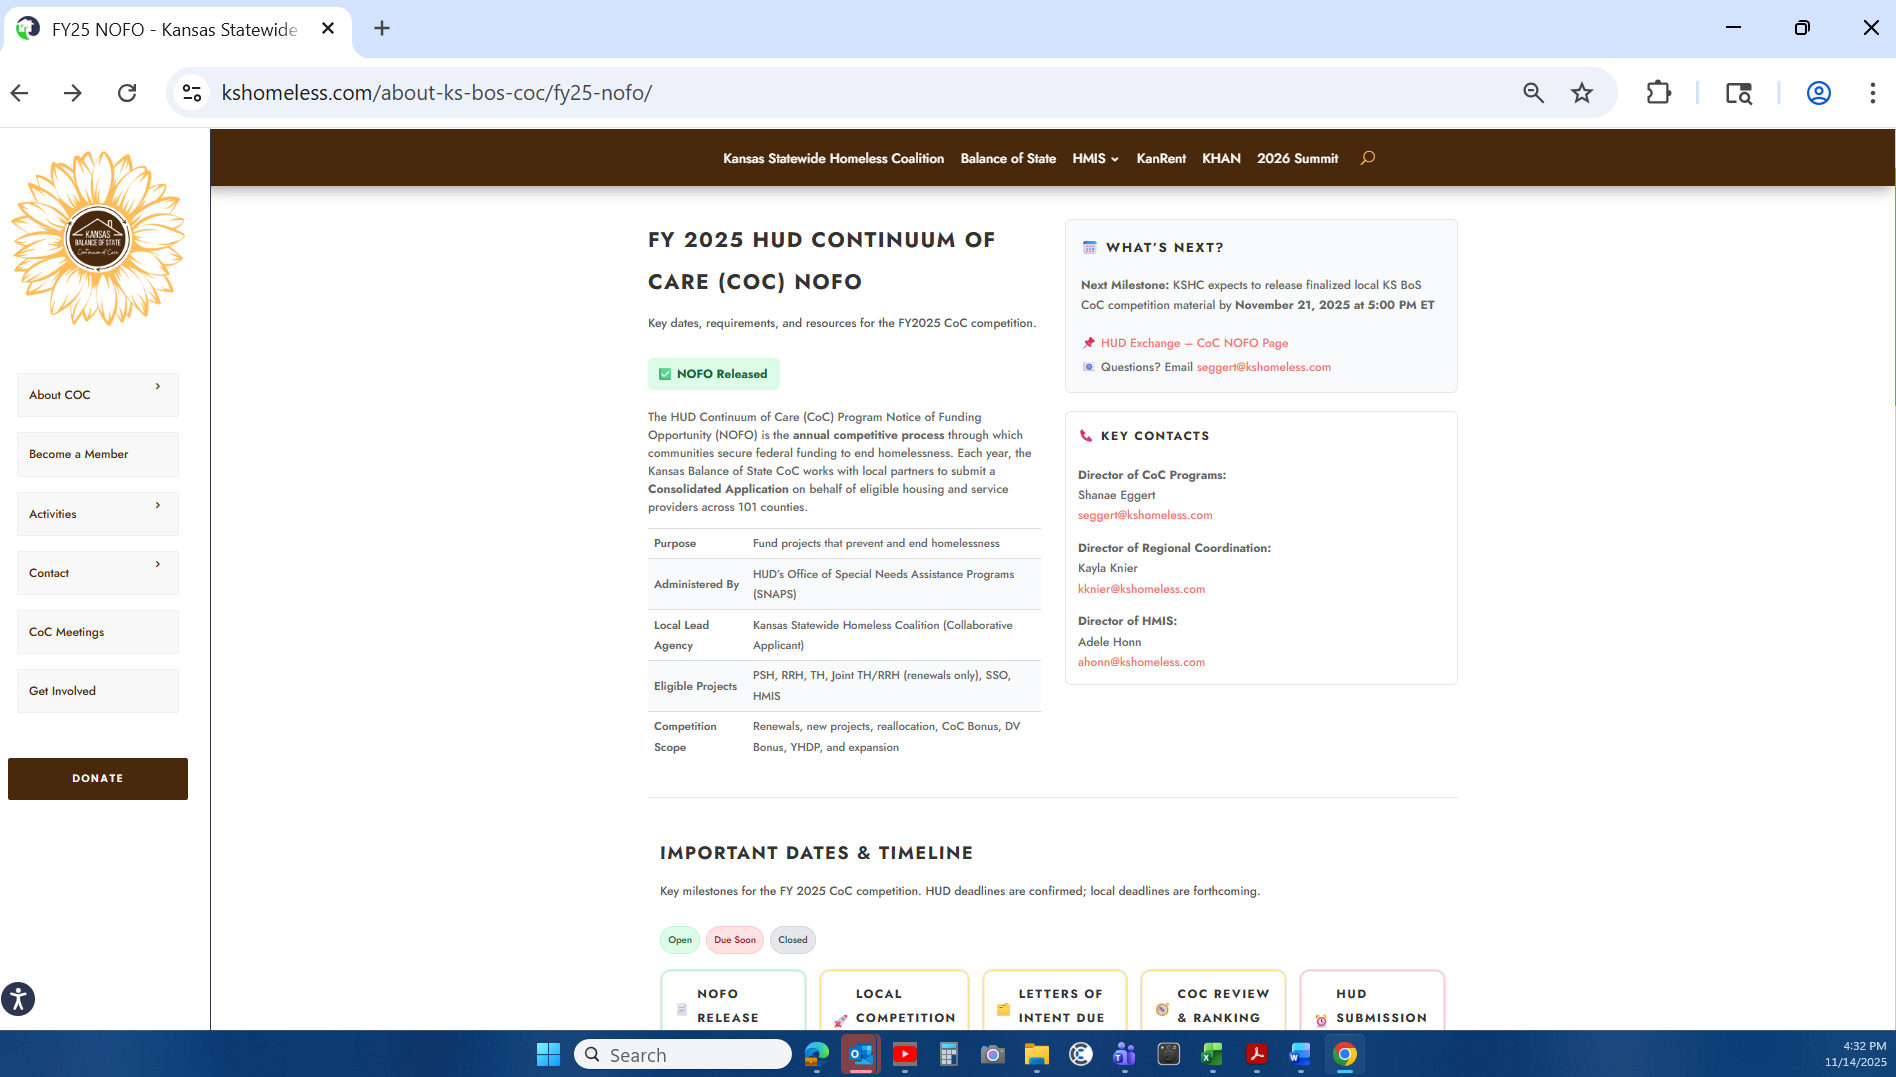 FY25 NOFO - Kansas Statewide
kshomeless.com/about-ks-bos-coc/fy25-nofo/
KANSAS
BALANCE OF STATE
Continuum of Care
Kansas Statewide Homeless Coalition
Balance of State
HMIS
KanRent
KHAN
2026 Summit
About COC
Become a Member
Activities
Contact
CoC Meetings
Get Involved
DONATE
FY 2025 HUD CONTINUUM OF
CARE (COC) NOFO
Key dates, requirements, and resources for the FY2025 CoC competition.
NOFO Released
The HUD Continuum of Care (CoC) Program Notice of Funding
Opportunity (NOFO) is the annual competitive process through which
communities secure federal funding to end homelessness. Each year, the
Kansas Balance of State CoC works with local partners to submit a
Consolidated Application on behalf of eligible housing and service
providers across 101 counties.
Purpose
Fund projects that prevent and end homelessness
Administered By
HUD's Office of Special Needs Assistance Programs
(SNAPS)
Local Lead
Agency
Kansas Statewide Homeless Coalition (Collaborative
Applicant)
Eligible Projects
PSH, RRH, TH, Joint TH/RRH (renewals only), SSO,
HMIS
Competition
Scope
Renewals, new projects, reallocation, CoC Bonus, DV
Bonus, YHDP, and expansion
WHAT'S NEXT?
Next Milestone: KSHC expects to release finalized local KS BoS
CoC competition material by November 21, 2025 at 5:00 PM ET
HUD Exchange – CoC NOFO Page
Questions? Email seggert@kshomeless.com
KEY CONTACTS
Director of CoC Programs:
Shanae Eggert
seggert@kshomeless.com
Director of Regional Coordination:
Kayla Knier
kknier@kshomeless.com
Director of HMIS:
Adele Honn
ahonn@kshomeless.com
IMPORTANT DATES & TIMELINE
Key milestones for the FY 2025 CoC competition. HUD deadlines are confirmed; local deadlines are forthcoming.
Open
Due Soon
Closed
NOFO
RELEASE
LOCAL
COMPETITION
LETTERS OF
INTENT DUE
COC REVIEW
& RANKING
HUD
SUBMISSION
Search
4:32 PM
11/14/2025